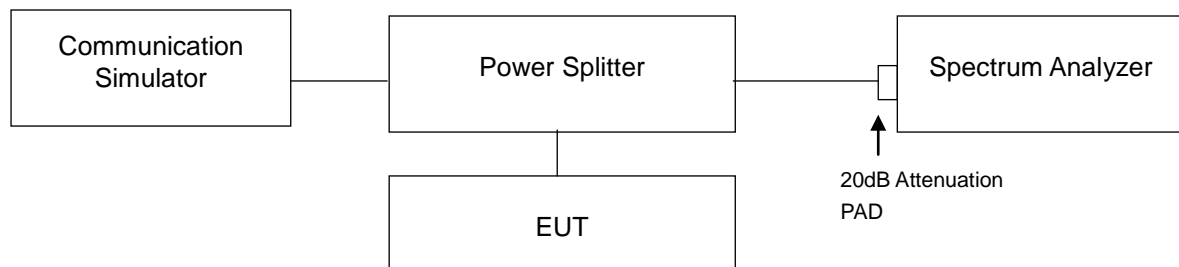 Communication
Simulator
Power Splitter
Spectrum Analyzer
20dB Attenuation
PAD
EUT